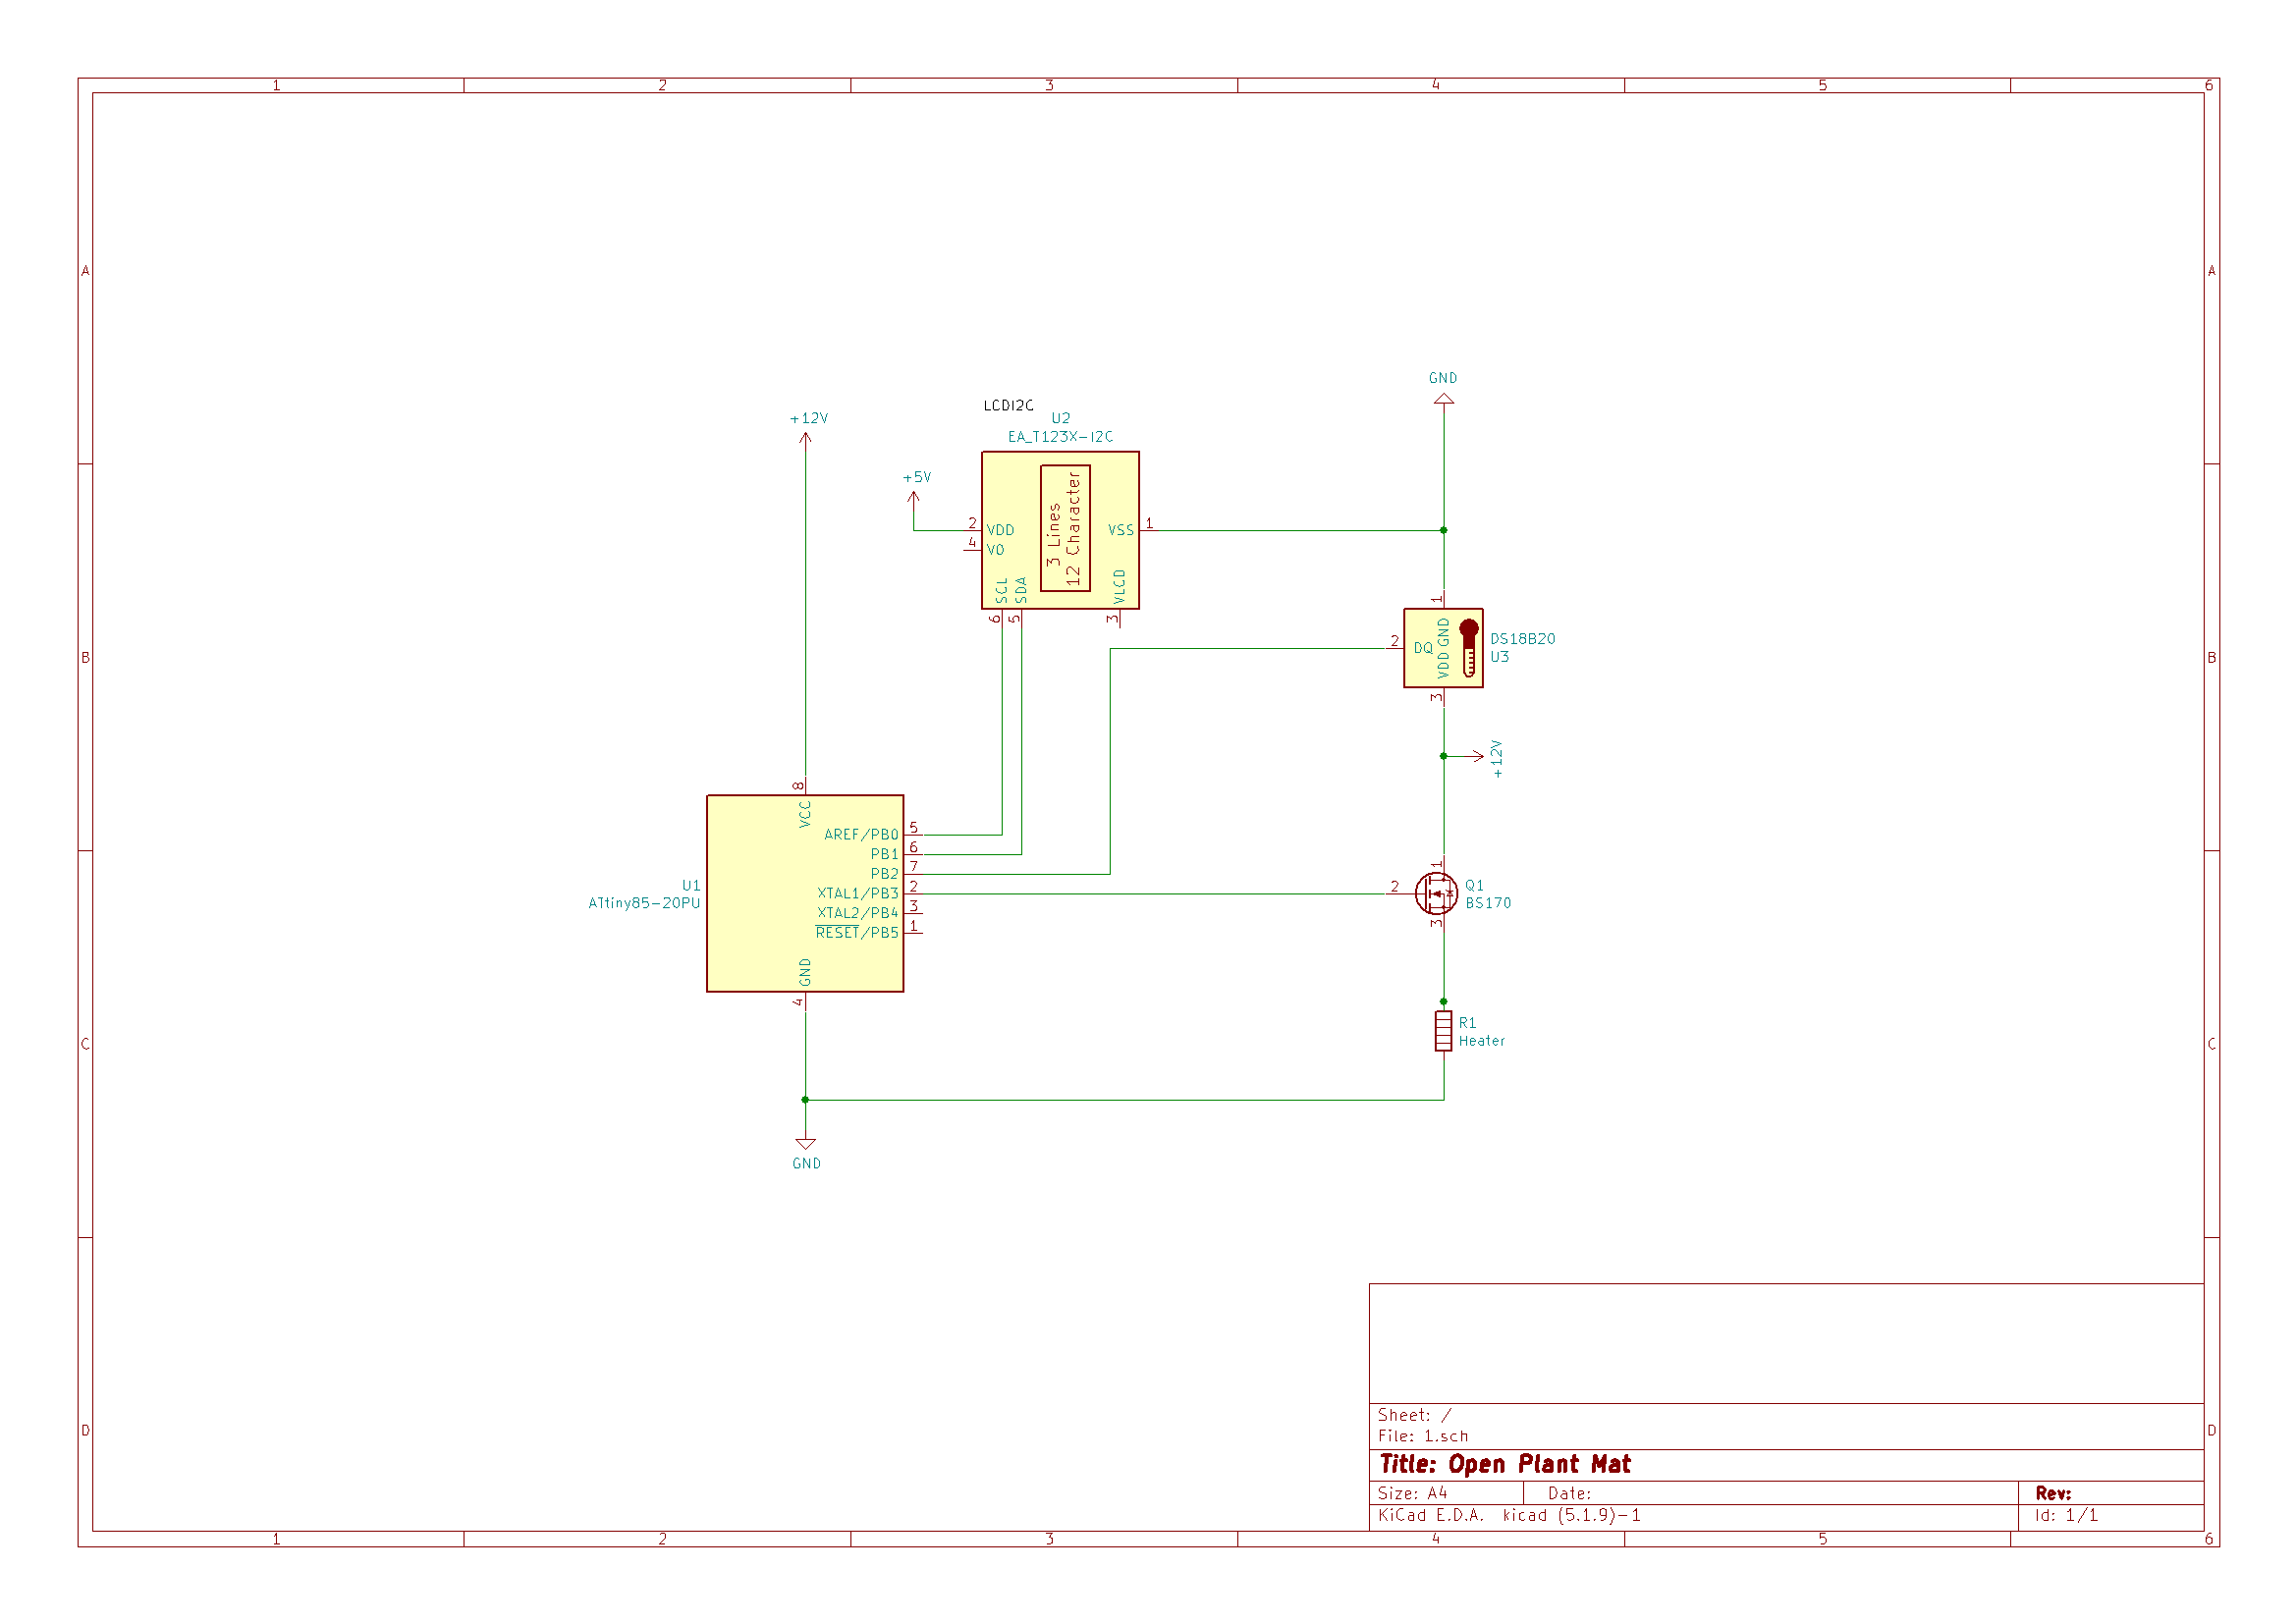 1 2 3 4 5 6
A A
GND
LCDI2C
+12V
U2
EA_T123X-I2C
+5V
3 Lines
12 Character
2 VDD
VSS 1
4 V0
SCL
SDA
VLCD
6 5 3
1
GND
2 DQ
VDD
DS18B20
U3
3
B B
+12V
8
VCC
AREF/PB0 5
PB1 6
PB2 7
XTAL1/PB3 2
XTAL2/PB4 3
RESET/PB5 1
GND
4
U1
ATtiny85-20PU
1
2
3
Q1
BS170
R1
Heater
C C
GND
Sheet: /
File: 1.sch
D D
Title: Open Plant Mat
Size: A4 Date: Rev:
KiCad E.D.A. kicad (5.1.9)-1 Id: 1/1
1 2 3 4 5 6